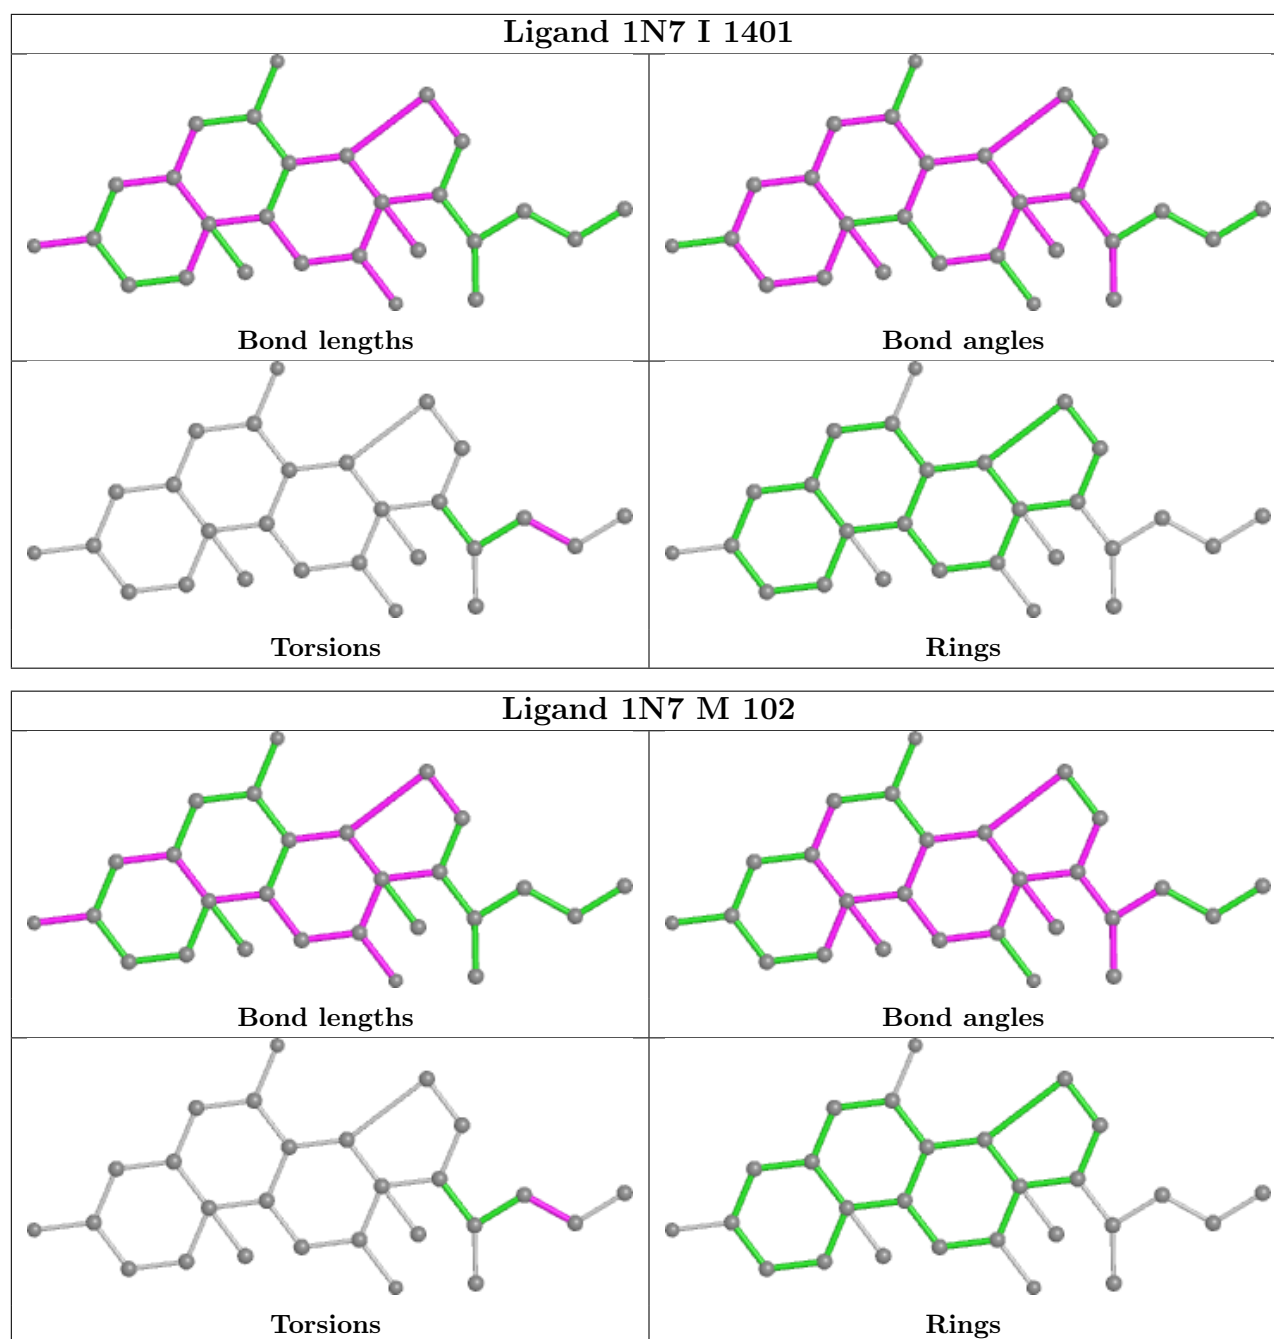 Ligand 1N7 I 1401
Bond lengths
Bond angles
Torsions
Rings
Ligand 1N7 M 102
Bond lengths
Bond angles
Torsions
Rings